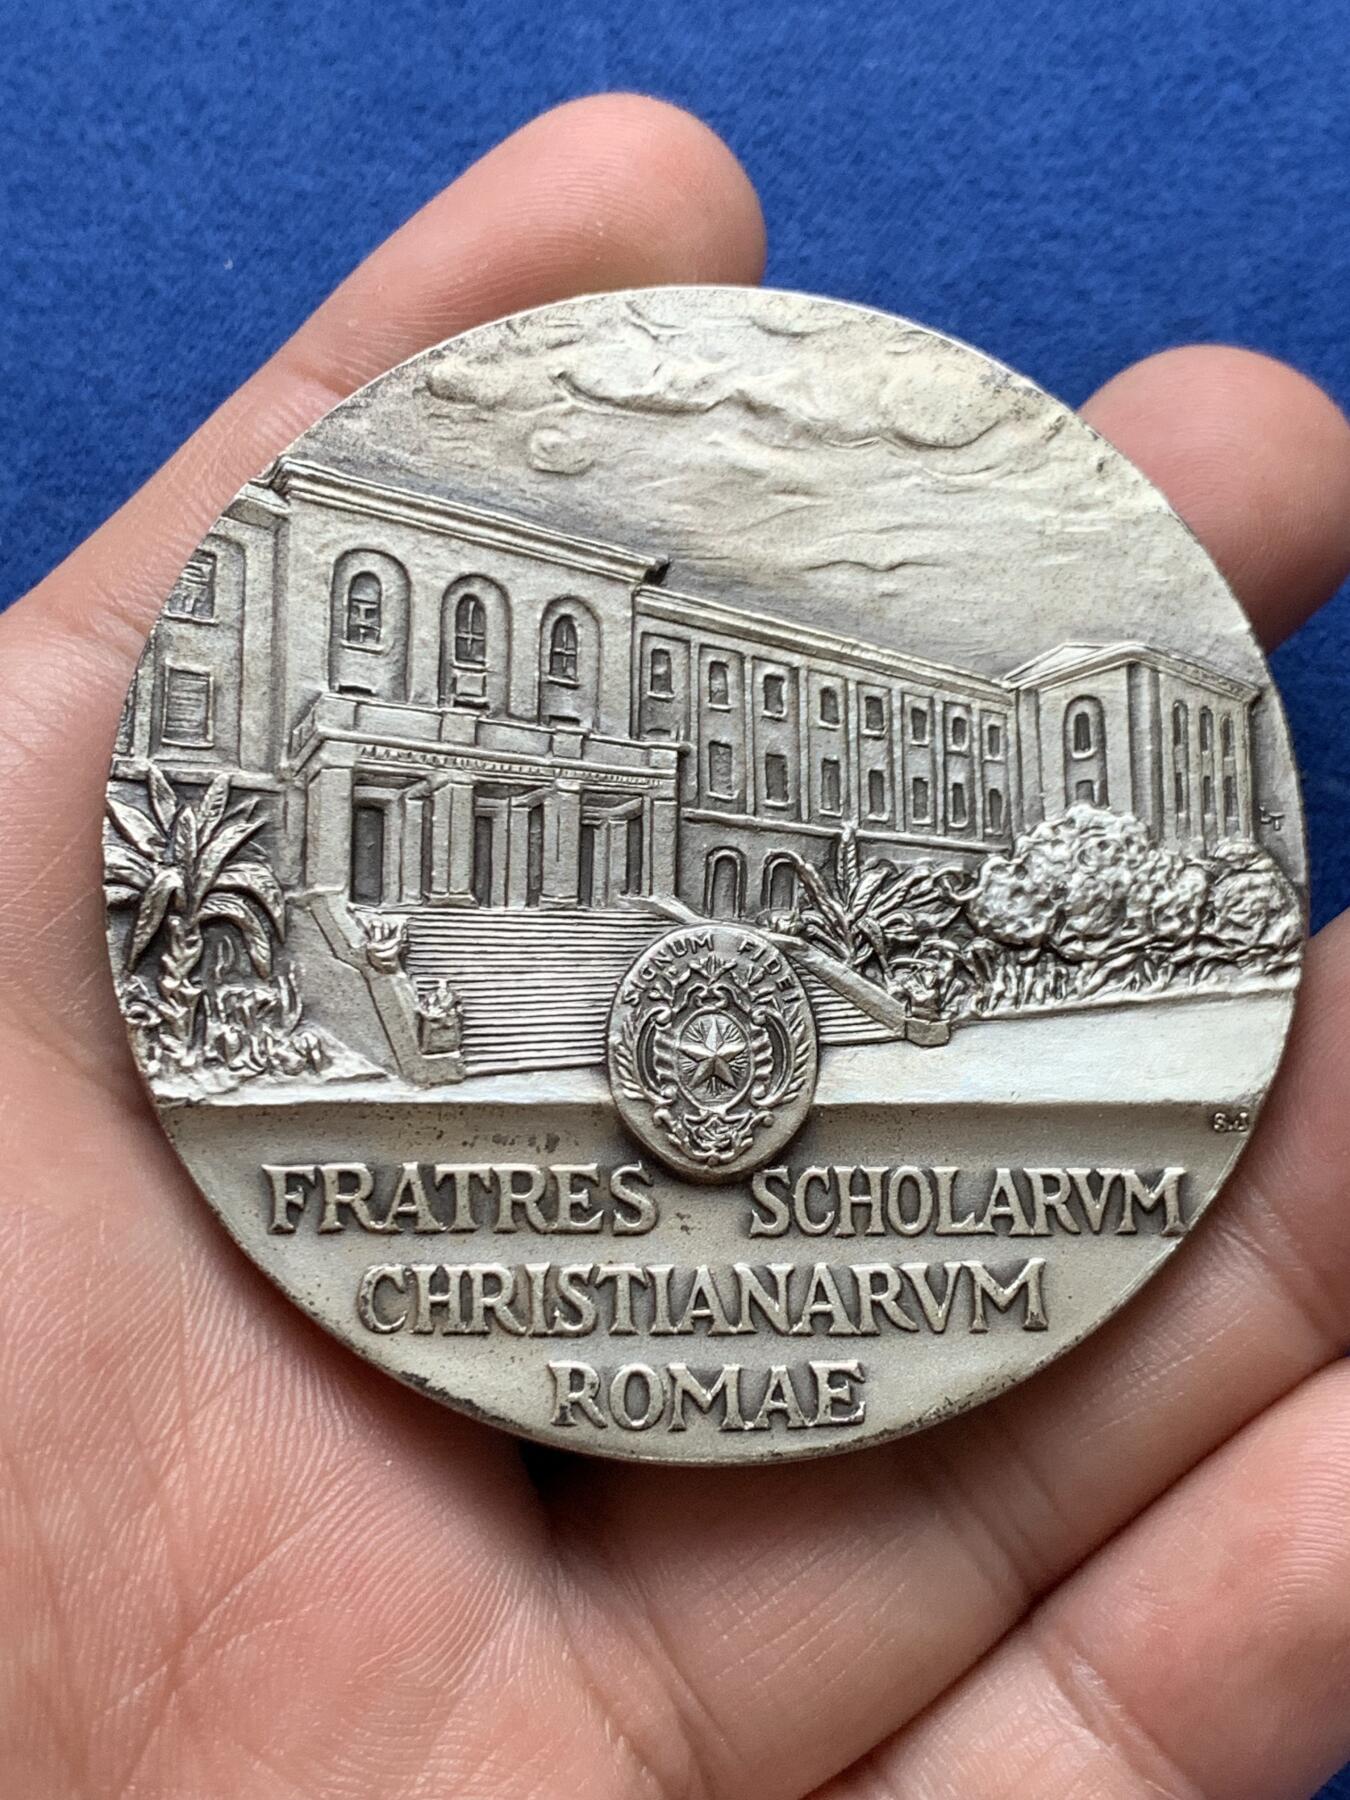 SIGNUM FIDEI
FRATRES SCHOLARVM
CHRISTIANARVM
ROMAE